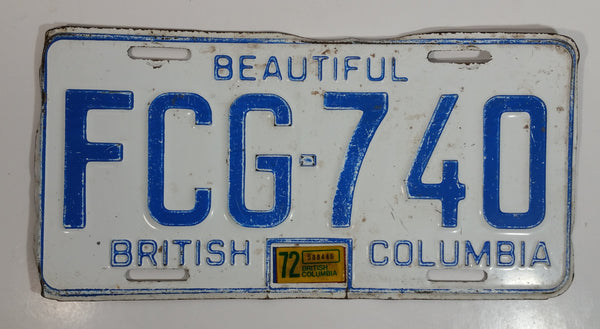 BEAUTIFUL
FCG-740
BRITISH COLUMBIA
72
BRITISH
COLUMBIA